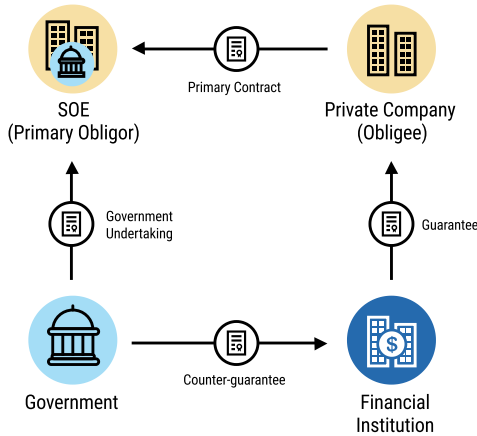 Primary Contract
SOE
(Primary Obligor)
Private Company
(Obligee)
Government
Undertaking
Guarantee
$
Counter-guarantee
Government
Financial
Institution